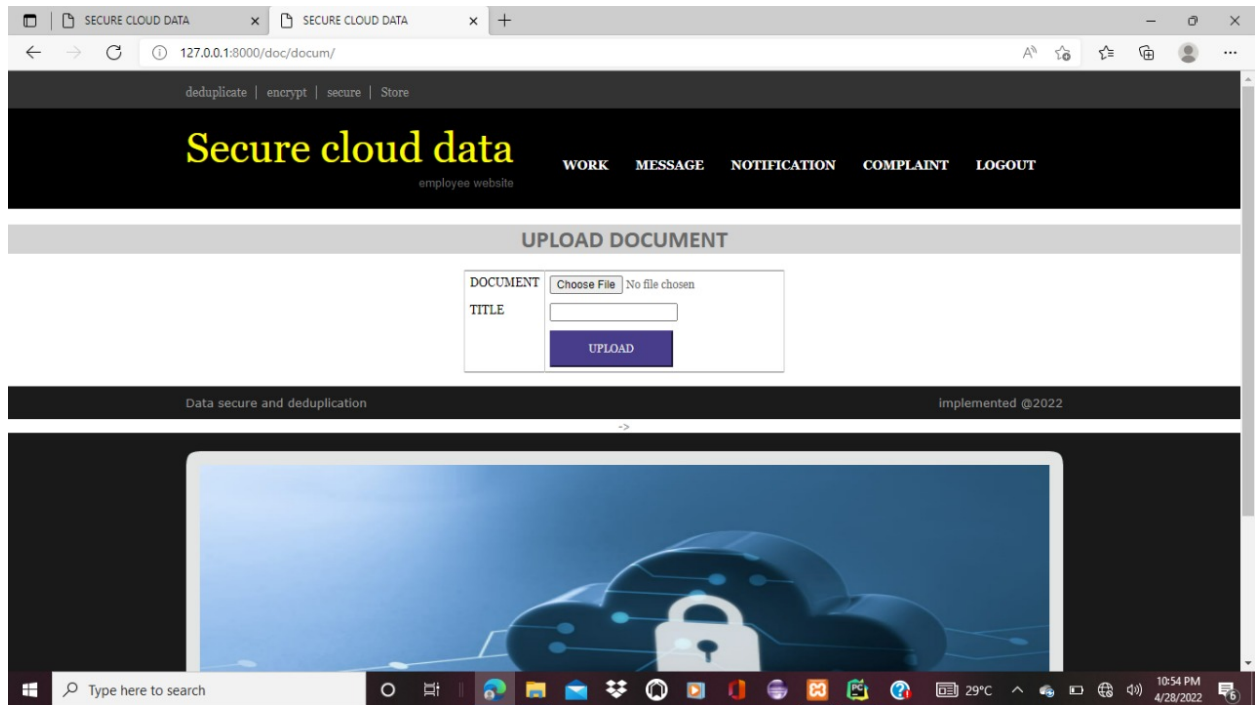 SECURE CLOUD DATA
SECURE CLOUD DATA
127.0.0.1:8000/doc/docum/
deduplicate | encrypt | secure | Store
Secure cloud data
employee website
WORK MESSAGE NOTIFICATION COMPLAINT LOGOUT
UPLOAD DOCUMENT
DOCUMENT Choose File No file chosen
TITLE
UPLOAD
Data secure and deduplication implemented @2022
->
Type here to search
29°C
10:54 PM
4/28/2022
6